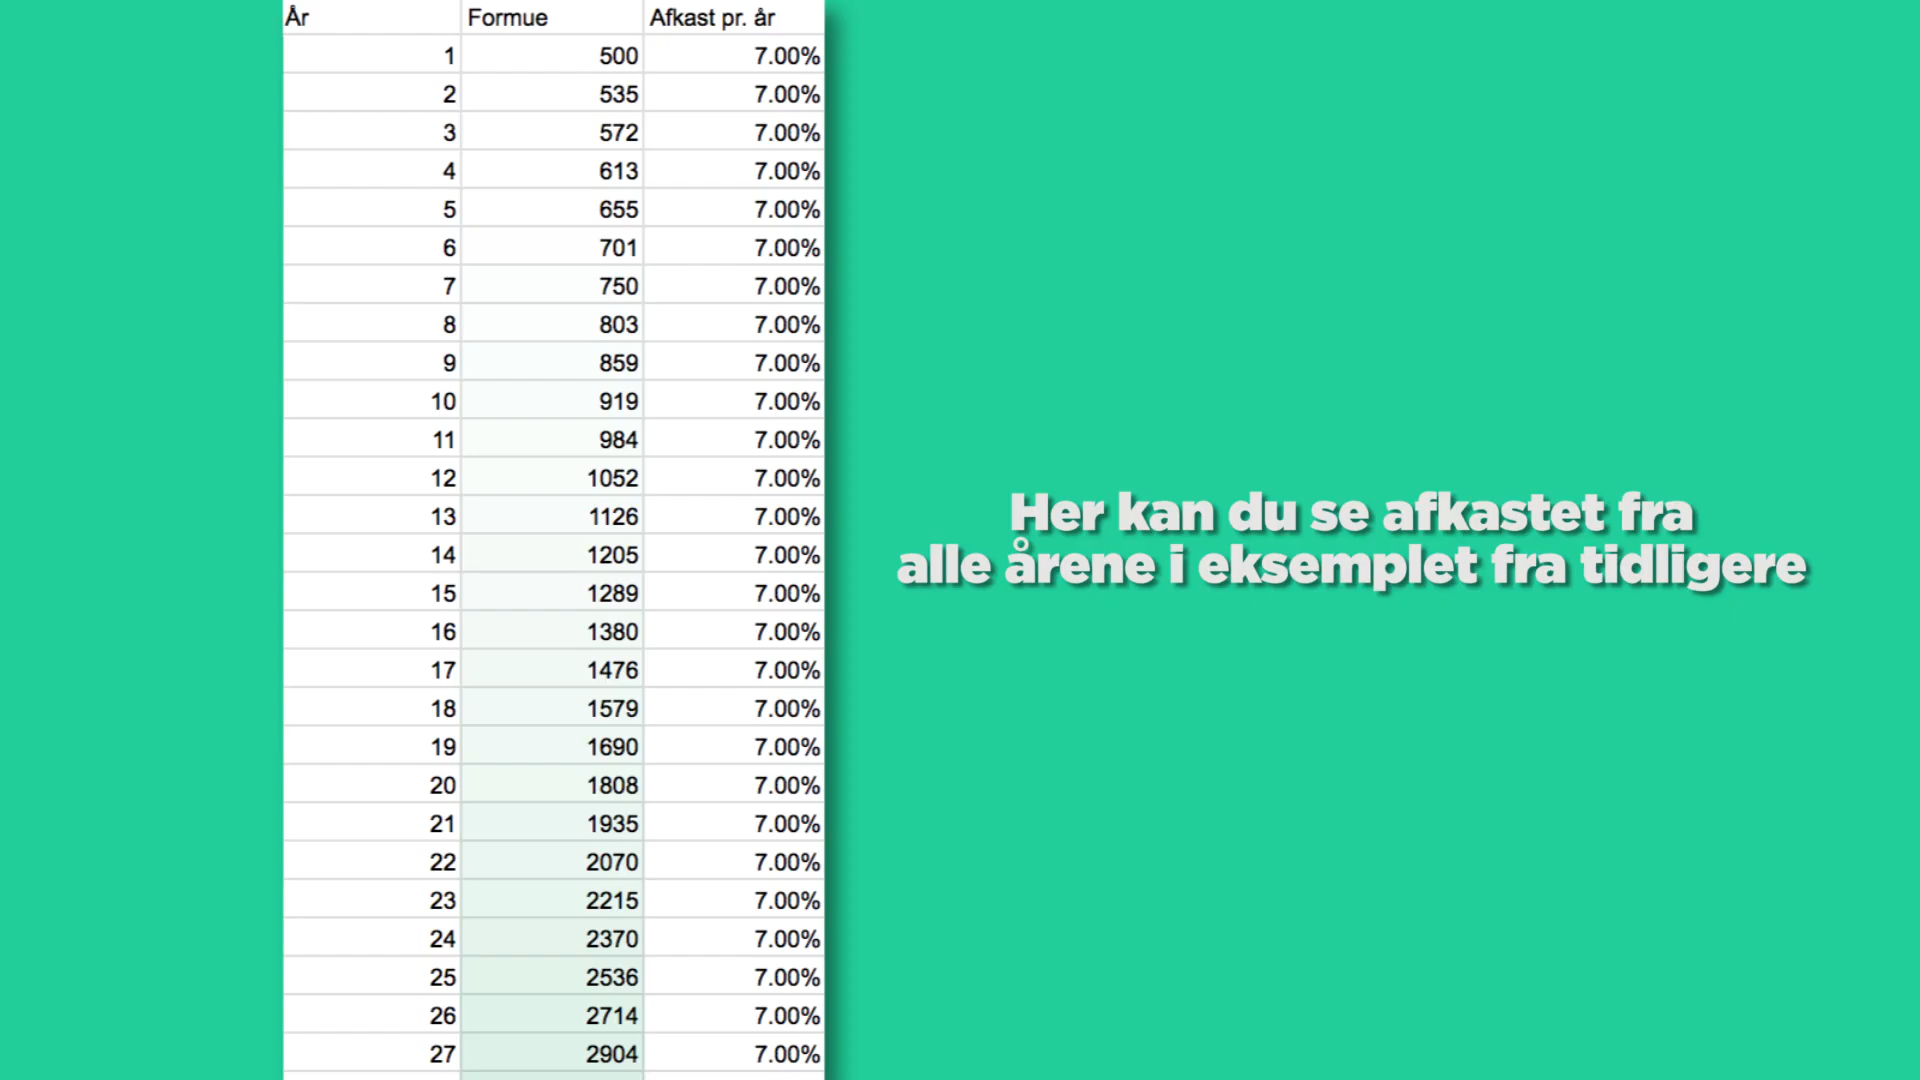 År Formue Afkast pr. år
1 500 7.00%
2 535 7.00%
3 572 7.00%
4 613 7.00%
5 655 7.00%
6 701 7.00%
7 750 7.00%
8 803 7.00%
9 859 7.00%
10 919 7.00%
11 984 7.00%
12 1052 7.00%
13 1126 7.00%
14 1205 7.00%
15 1289 7.00%
16 1380 7.00%
17 1476 7.00%
18 1579 7.00%
19 1690 7.00%
20 1808 7.00%
21 1935 7.00%
22 2070 7.00%
23 2215 7.00%
24 2370 7.00%
25 2536 7.00%
26 2714 7.00%
27 2904 7.00%
Her kan du se afkastet fra
alle årene i eksemplet fra tidligere